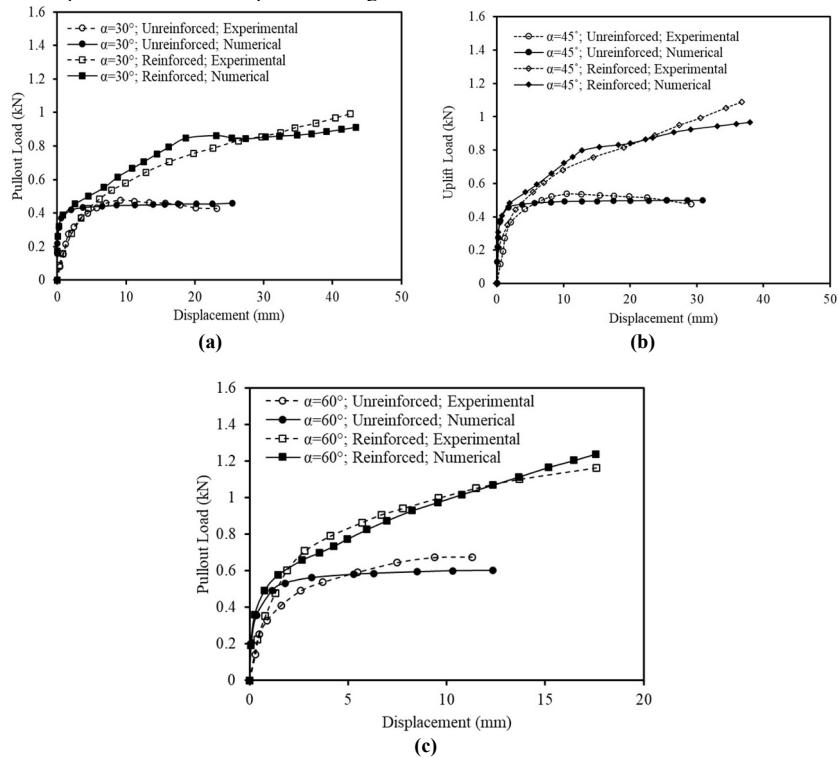 1.6
1.4
1.2
1
0.8
0.6
0.4
0.2
0
Pullout Load (kN)
α=30°; Unreinforced; Experimental
α=30°; Unreinforced; Numerical
α=30°; Reinforced; Experimental
α=30°; Reinforced; Numerical
0 10 20 30 40 50
Displacement (mm)
(a)
1.6
1.4
1.2
1
0.8
0.6
0.4
0.2
0
Uplift Load (kN)
α=45˚; Unreinforced; Experimental
α=45˚; Unreinforced; Numerical
α=45˚; Reinforced; Experimental
α=45˚; Reinforced; Numerical
0 10 20 30 40 50
Displacement (mm)
(b)
1.6
1.4
1.2
1
0.8
0.6
0.4
0.2
0
Pullout Load (kN)
α=60°; Unreinforced; Experimental
α=60°; Unreinforced; Numerical
α=60°; Reinforced; Experimental
α=60°; Reinforced; Numerical
0 5 10 15 20
Displacement (mm)
(c)